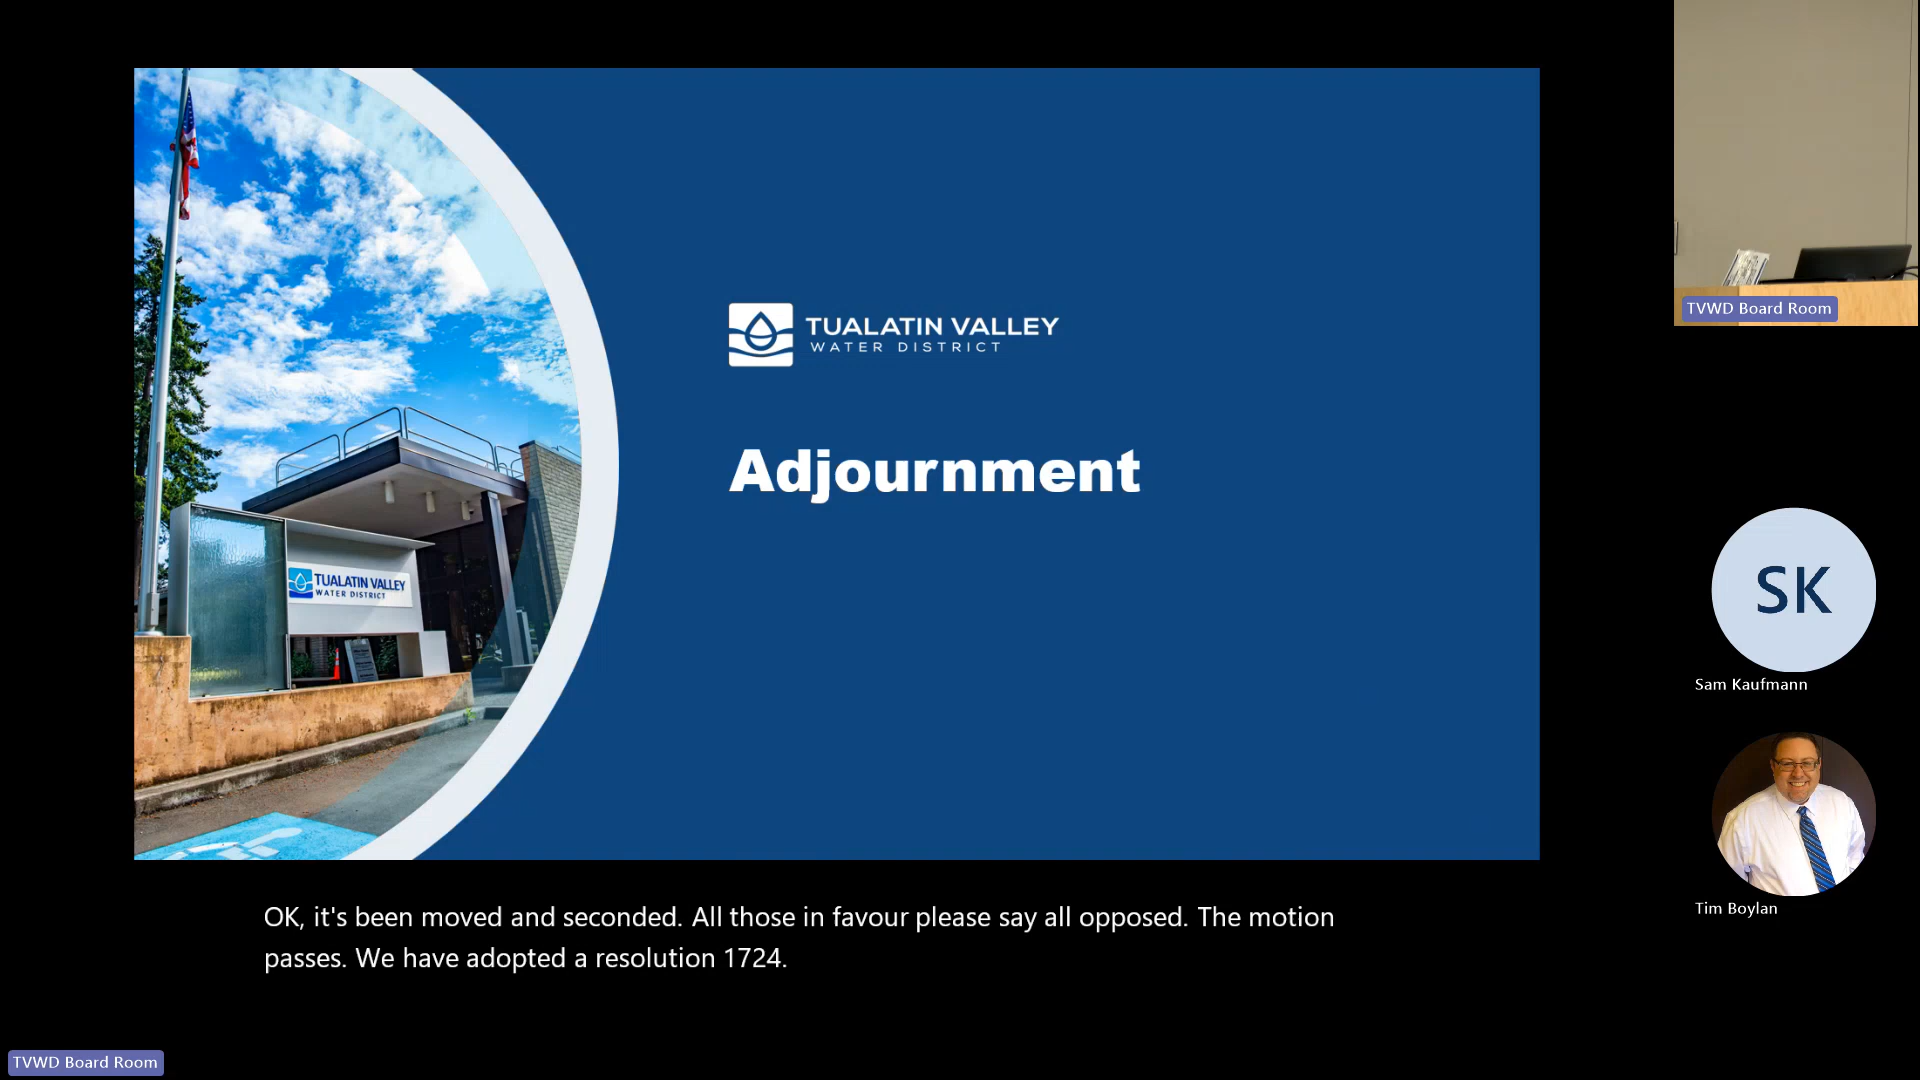 TUALATIN VALLEY
WATER DISTRICT
Adjournment
TUALATIN VALLEY
WATER DISTRICT
TVWD Board Room
SK
Sam Kaufmann
Tim Boylan
OK, it's been moved and seconded. All those in favour please say all opposed. The motion
passes. We have adopted a resolution 1724.
TVWD Board Room